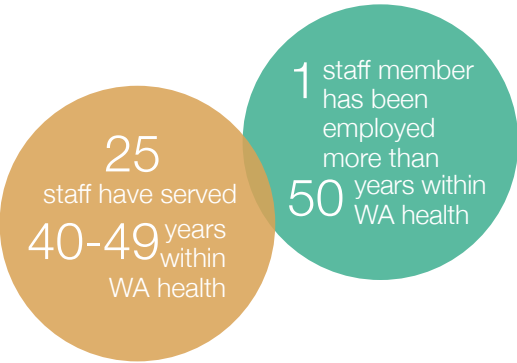 25
staff have served
40-49 years
within
WA health
1 staff member
has been
employed
more than
50 years within
WA health